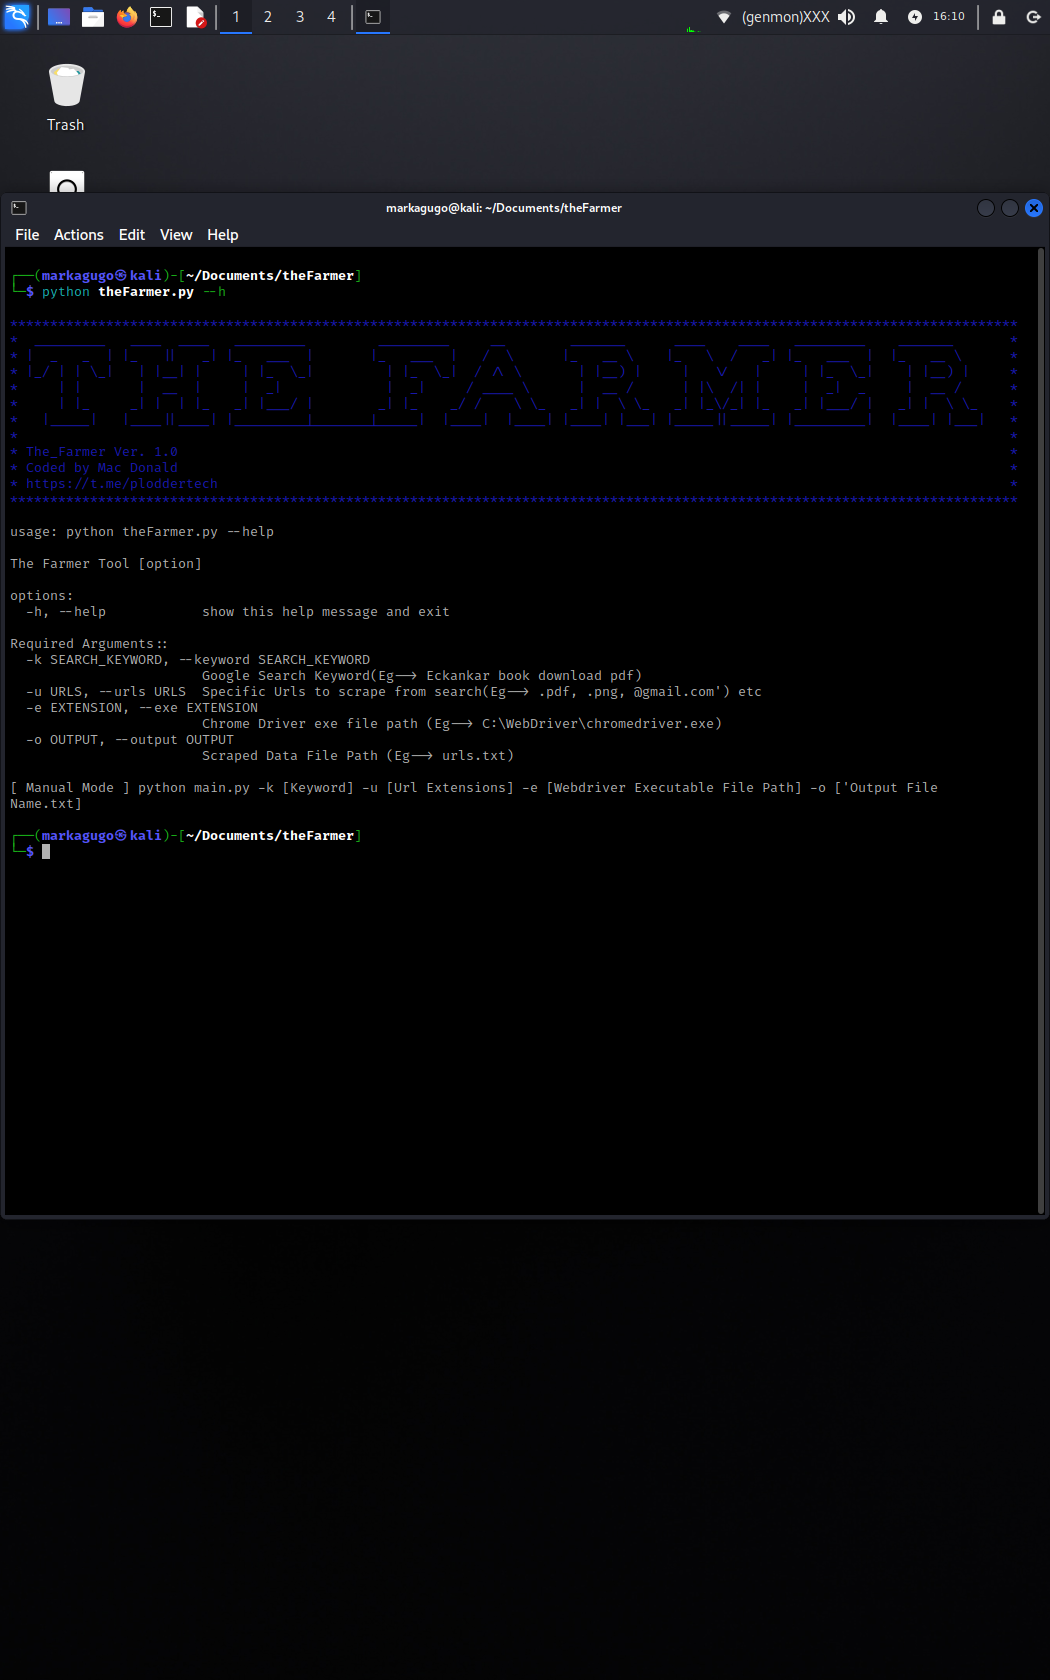 1 2 3 4 (genmon)XXX 16:10
Trash
markagugo@kali: ~/Documents/theFarmer
File Actions Edit View Help
┌──(markagugo㉿kali)-[~/Documents/theFarmer]
└─$ python theFarmer.py --h
THE FARMER
* The_Farmer Ver. 1.0 *
* Coded by Mac Donald *
* https://t.me/ploddertech *
usage: python theFarmer.py --help
The Farmer Tool [option]
options:
-h, --help show this help message and exit
Required Arguments::
-k SEARCH_KEYWORD, --keyword SEARCH_KEYWORD
Google Search Keyword(Eg--> Eckankar book download pdf)
-u URLS, --urls URLS Specific Urls to scrape from search(Eg--> .pdf, .png, @gmail.com') etc
-e EXTENSION, --exe EXTENSION
Chrome Driver exe file path (Eg--> C:\WebDriver\chromedriver.exe)
-o OUTPUT, --output OUTPUT
Scraped Data File Path (Eg--> urls.txt)
[ Manual Mode ] python main.py -k [Keyword] -u [Url Extensions] -e [Webdriver Executable File Path] -o ['Output File
Name.txt]
┌──(markagugo㉿kali)-[~/Documents/theFarmer]
└─$